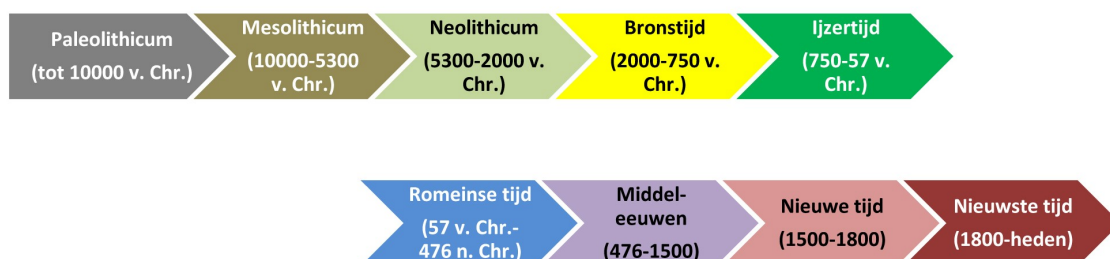 Paleolithicum
(tot 10000 v. Chr.)
Mesolithicum
(10000-5300
v. Chr.)
Neolithicum
(5300-2000 v.
Chr.)
Bronstijd
(2000-750 v.
Chr.)
Ijzertijd
(750-57 v.
Chr.)
Romeinse tijd
(57 v. Chr.-
476 n. Chr.)
Middel-
eeuwen
(476-1500)
Nieuwe tijd
(1500-1800)
Nieuwste tijd
(1800-heden)